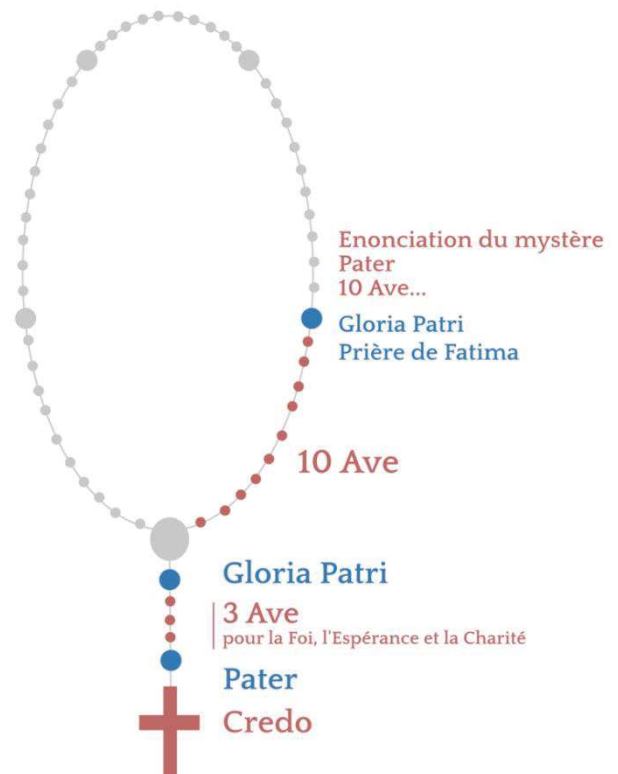 Enonciation du mystère
Pater
10 Ave...
Gloria Patri
Prière de Fatima
10 Ave
Gloria Patri
3 Ave
pour la Foi, l'Espérance et la Charité
Pater
Credo